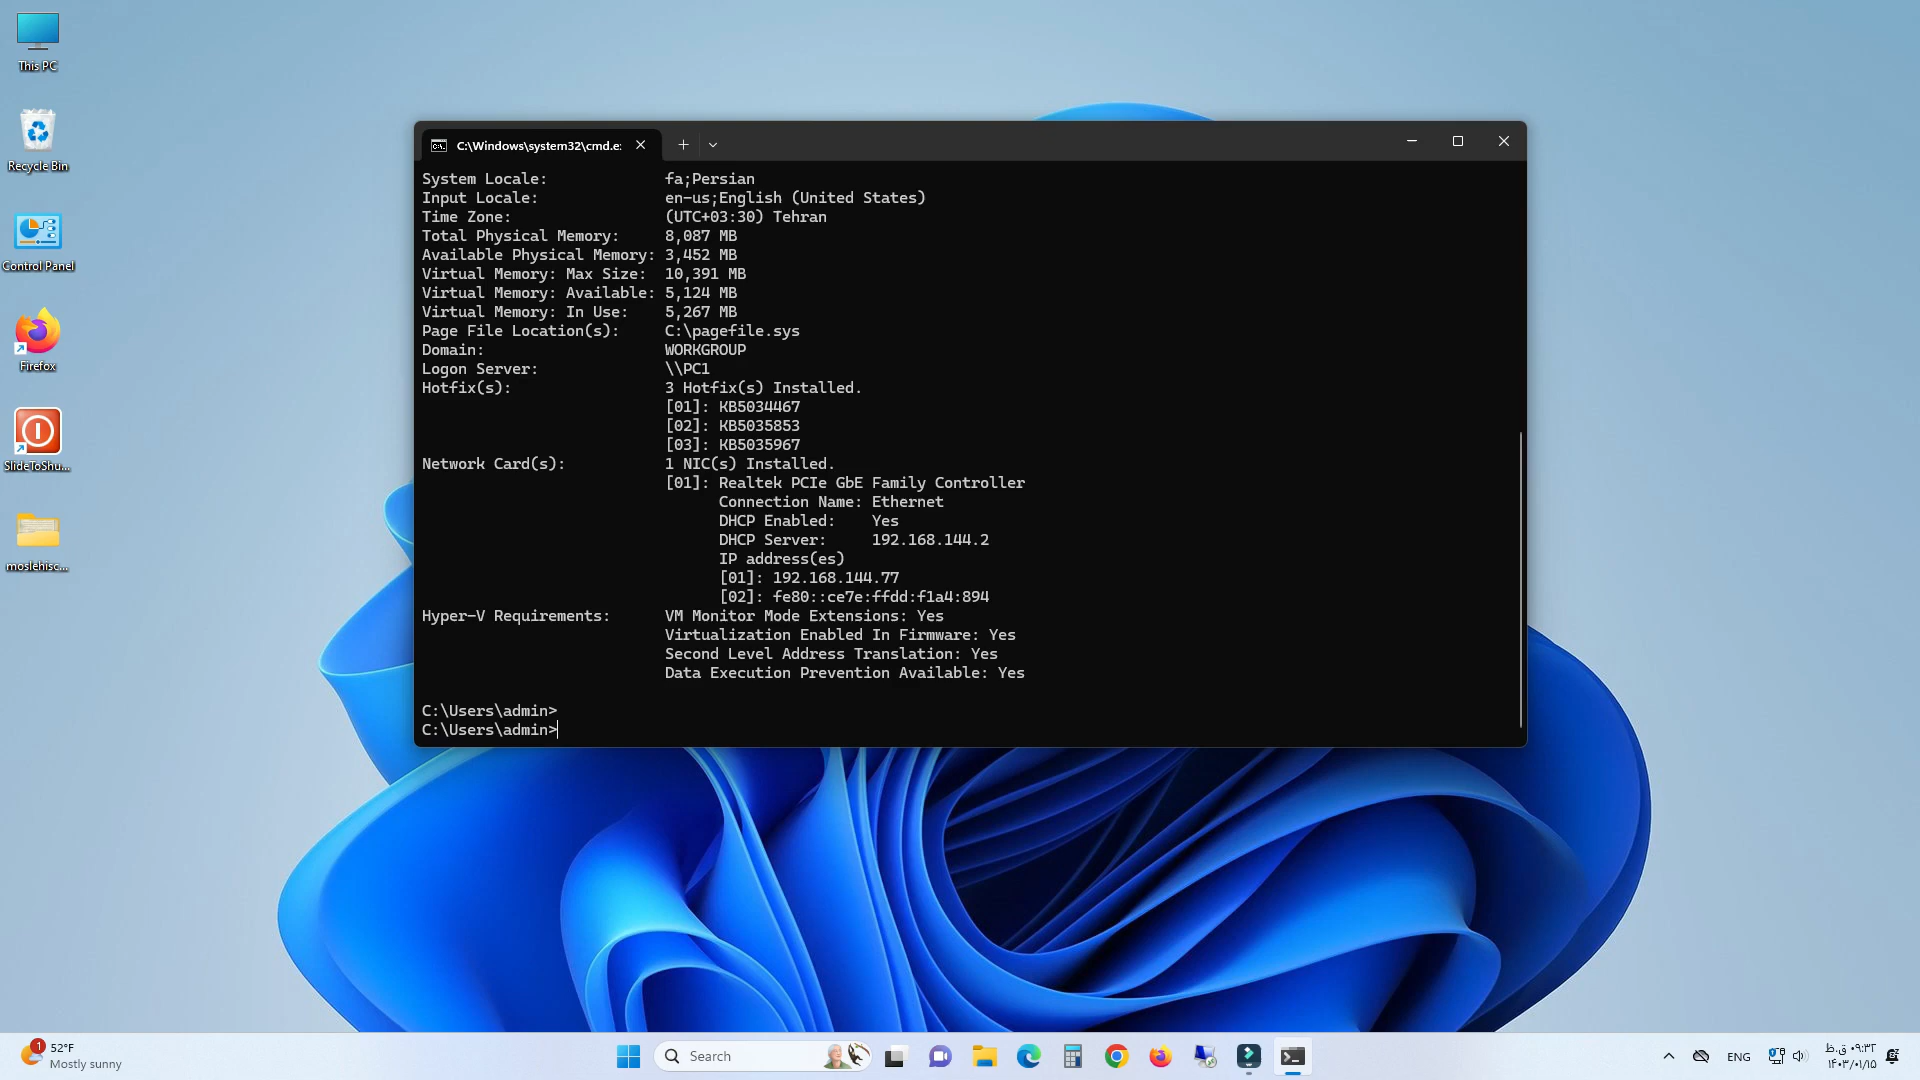 This PC
Recycle Bin
Control Panel
Firefox
SlideToShu...
moslehisc...
C:\Windows\system32\cmd.e:
System Locale: fa;Persian
Input Locale: en-us;English (United States)
Time Zone: (UTC+03:30) Tehran
Total Physical Memory: 8,087 MB
Available Physical Memory: 3,452 MB
Virtual Memory: Max Size: 10,391 MB
Virtual Memory: Available: 5,124 MB
Virtual Memory: In Use: 5,267 MB
Page File Location(s): C:\pagefile.sys
Domain: WORKGROUP
Logon Server: \\PC1
Hotfix(s): 3 Hotfix(s) Installed.
[01]: KB5034467
[02]: KB5035853
[03]: KB5035967
Network Card(s): 1 NIC(s) Installed.
[01]: Realtek PCIe GbE Family Controller
Connection Name: Ethernet
DHCP Enabled: Yes
DHCP Server: 192.168.144.2
IP address(es)
[01]: 192.168.144.77
[02]: fe80::ce7e:ffdd:f1a4:894
Hyper-V Requirements: VM Monitor Mode Extensions: Yes
Virtualization Enabled In Firmware: Yes
Second Level Address Translation: Yes
Data Execution Prevention Available: Yes
C:\Users\admin>
C:\Users\admin>
1
52°F
Mostly sunny
Search
ENG
۰۹:۳۲ ق.ظ
۱۴۰۳/۰۱/۱۵